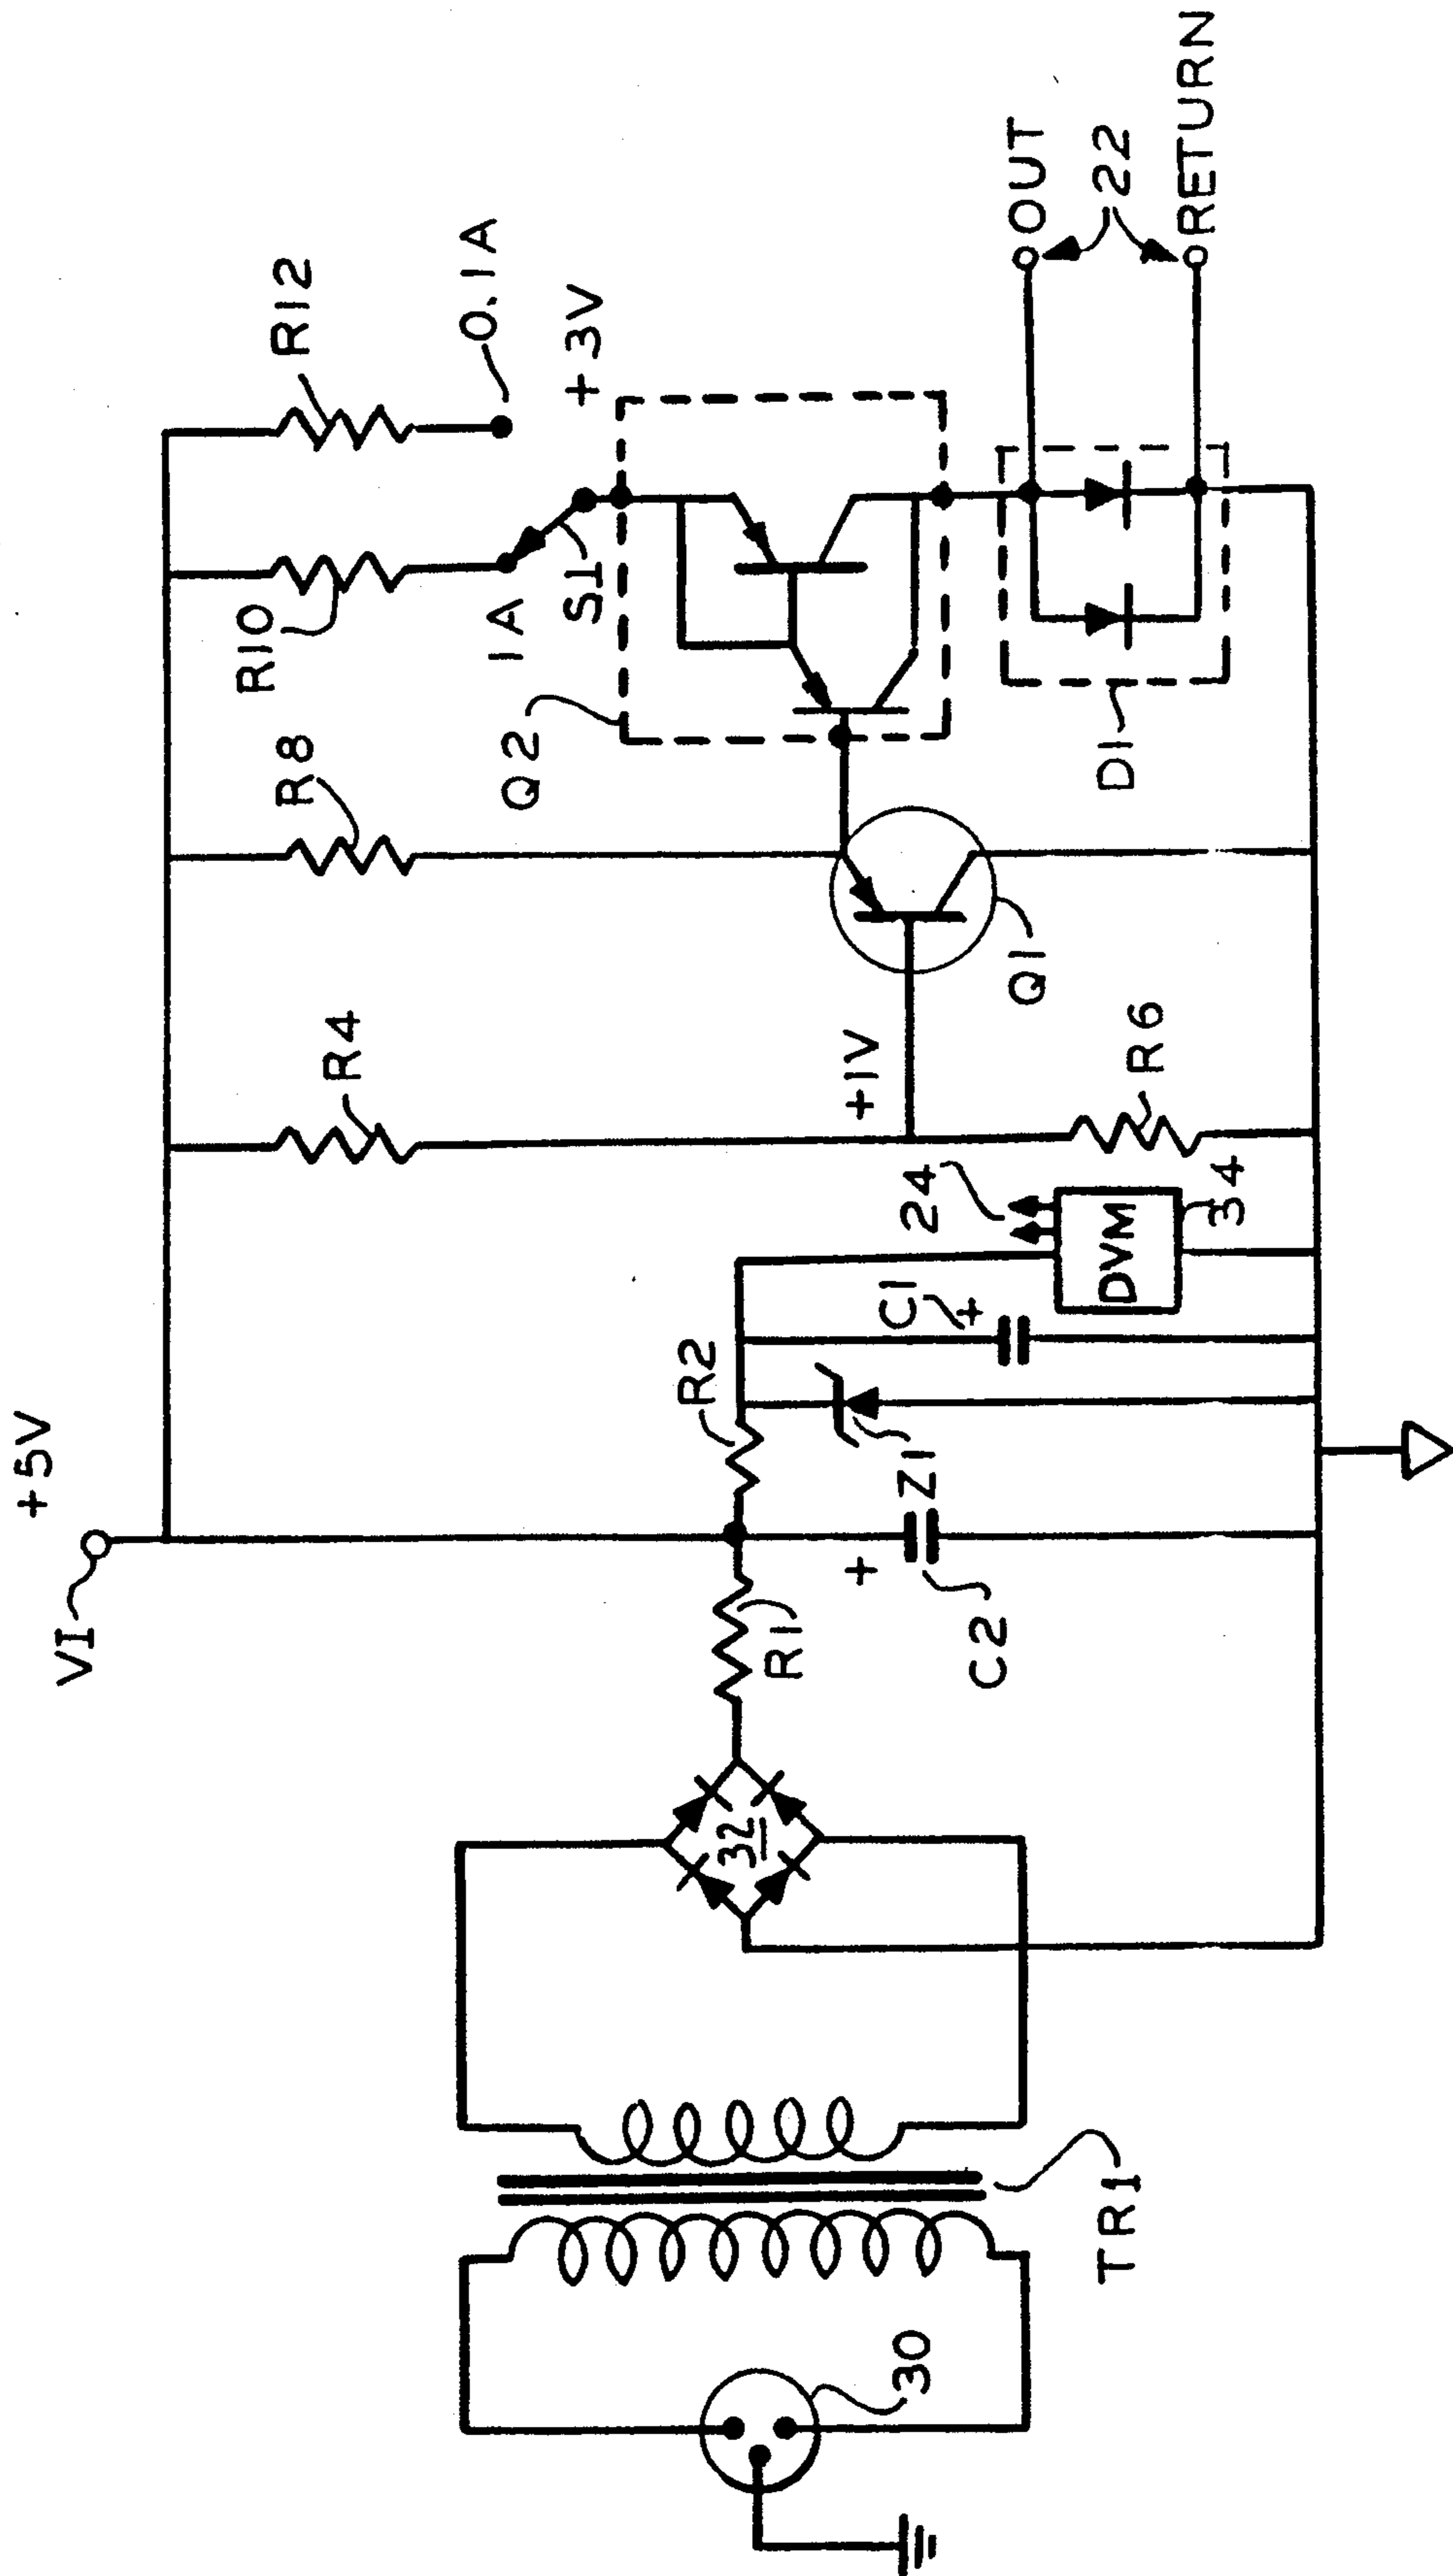 +5V
VI
R12
R10
R8
R4
0.1A
+3V
1A
S1
Q2
OUT
22
RETURN
D1
Q1
+1V
R6
24
DVM
34
C1
+
R2
Z1
+
C2
R1
32
TR1
30